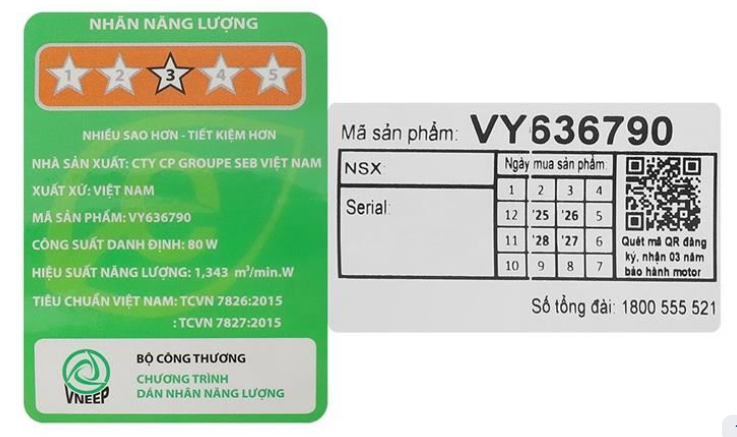 NHÃN NĂNG LƯỢNG
1 2 3 4 5
NHIỀU SAO HƠN - TIẾT KIỆM HƠN
NHÀ SẢN XUẤT: CTY CP GROUPE SEB VIỆT NAM
XUẤT XỨ: VIỆT NAM
MÃ SẢN PHẨM: VY636790
CÔNG SUẤT DANH ĐỊNH: 80 W
HIỆU SUẤT NĂNG LƯỢNG: 1,343 m³/min.W
TIÊU CHUẨN VIỆT NAM: TCVN 7826:2015
: TCVN 7827:2015
VNEEP
BỘ CÔNG THƯƠNG
CHƯƠNG TRÌNH
DÁN NHÃN NĂNG LƯỢNG
Mã sản phẩm: VY636790
NSX:
Serial:
Ngày mua sản phẩm
1 2 3 4
12 '25 '26 5
11 '28 '27 6
10 9 8 7
Quét mã QR đăng
ký, nhận 03 năm
bảo hành motor
Số tổng đài: 1800 555 521